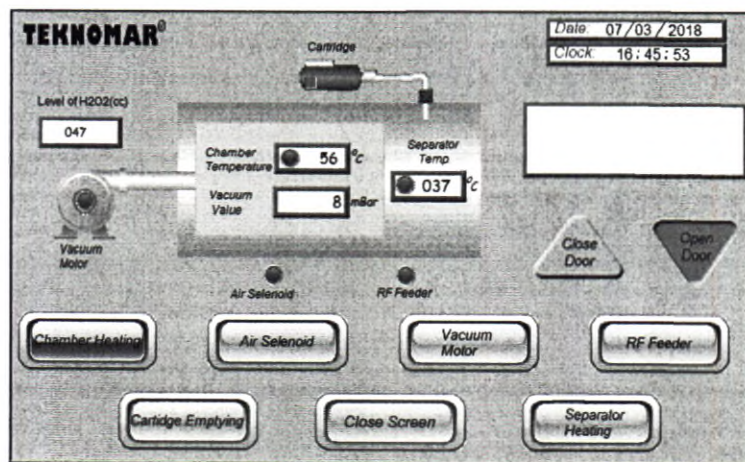 TEKNOMAR®
Date: 07/03/2018
Clock: 16:45:53
Cartridge
Level of H2O2(cc)
047
Chamber
Temperature
56 °C
Separator
Temp
037 °C
Vacuum
Value
8 mBar
Vacuum
Motor
Close
Door
Open
Door
Air Selenoid
RF Feeder
Chamber Heating
Air Selenoid
Vacuum
Motor
RF Feeder
Cartidge Emptying
Close Screen
Separator
Heating